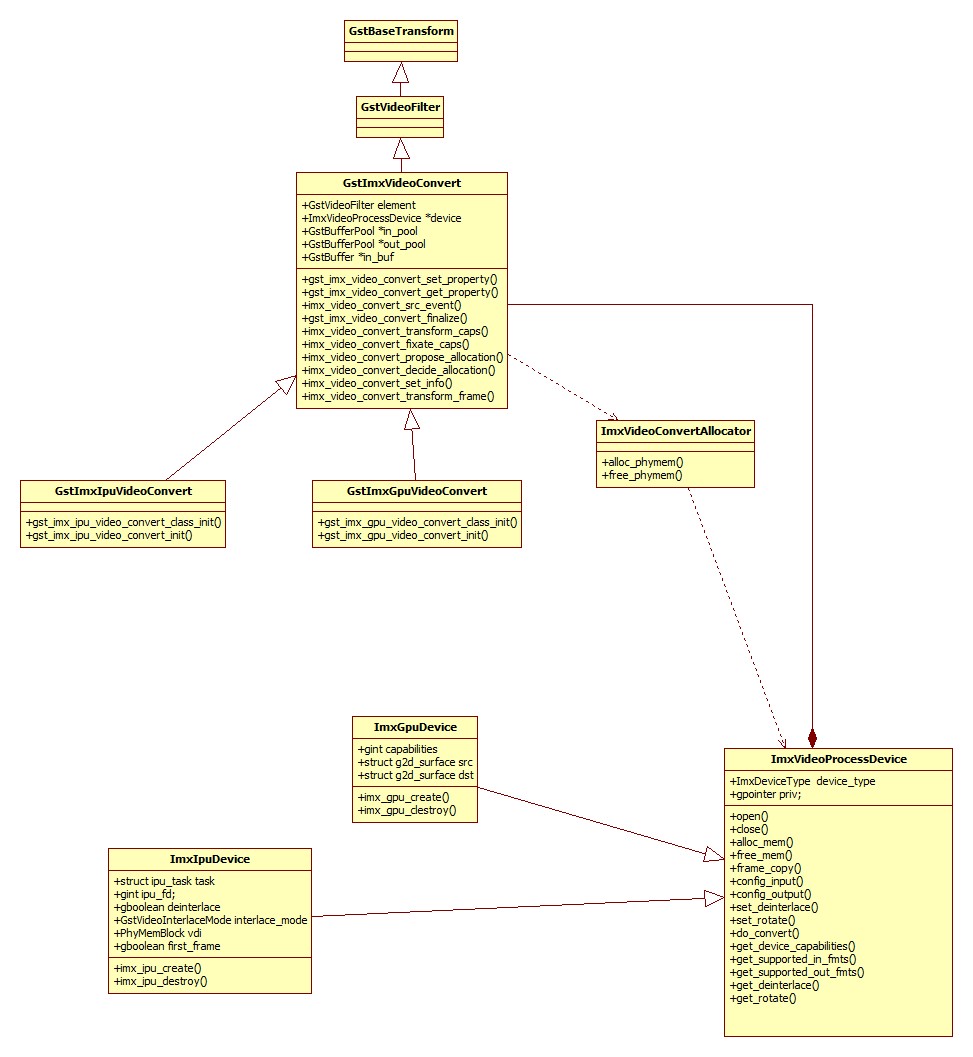 GstBaseTransform
GstVideoFilter
GstImxVideoConvert
+GstVideoFilter element
+ImxVideoProcessDevice *device
+GstBufferPool *in_pool
+GstBufferPool *out_pool
+GstBuffer *in_buf
+gst_imx_video_convert_set_property()
+gst_imx_video_convert_get_property()
+imx_video_convert_src_event()
+gst_imx_video_convert_finalize()
+imx_video_convert_transform_caps()
+imx_video_convert_fixate_caps()
+imx_video_convert_propose_allocation()
+imx_video_convert_decide_allocation()
+imx_video_convert_set_info()
+imx_video_convert_transform_frame()
ImxVideoConvertAllocator
+alloc_phymem()
+free_phymem()
GstImxIpuVideoConvert
+gst_imx_ipu_video_convert_class_init()
+gst_imx_ipu_video_convert_init()
GstImxGpuVideoConvert
+gst_imx_gpu_video_convert_class_init()
+gst_imx_gpu_video_convert_init()
ImxGpuDevice
+gint capabilities
+struct g2d_surface src
+struct g2d_surface dst
+imx_gpu_create()
+imx_gpu_clestroy()
ImxVideoProcessDevice
+ImxDeviceType device_type
+gpointer priv;
+open()
+close()
+alloc_mem()
+free_mem()
+frame_copy()
+config_input()
+config_output()
+set_deinterlace()
+set_rotate()
+do_convert()
+get_device_capabilities()
+get_supported_in_fmts()
+get_supported_out_fmts()
+get_deinterlace()
+get_rotate()
ImxIpuDevice
+struct ipu_task task
+gint ipu_fd;
+gboolean deinterlace
+GstVideoInterlaceMode interlace_mode
+PhyMemBlock vdi
+gboolean first_frame
+imx_ipu_create()
+imx_ipu_destroy()